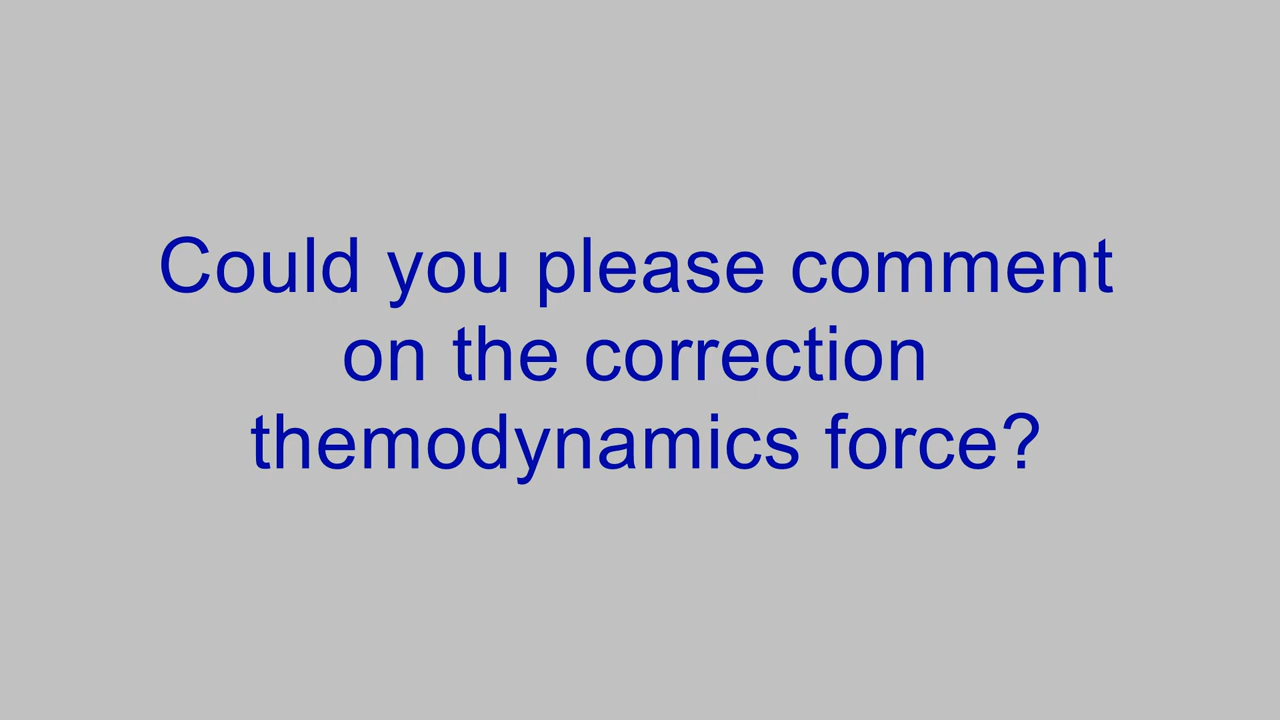 Could you please comment
on the correction
themodynamics force?